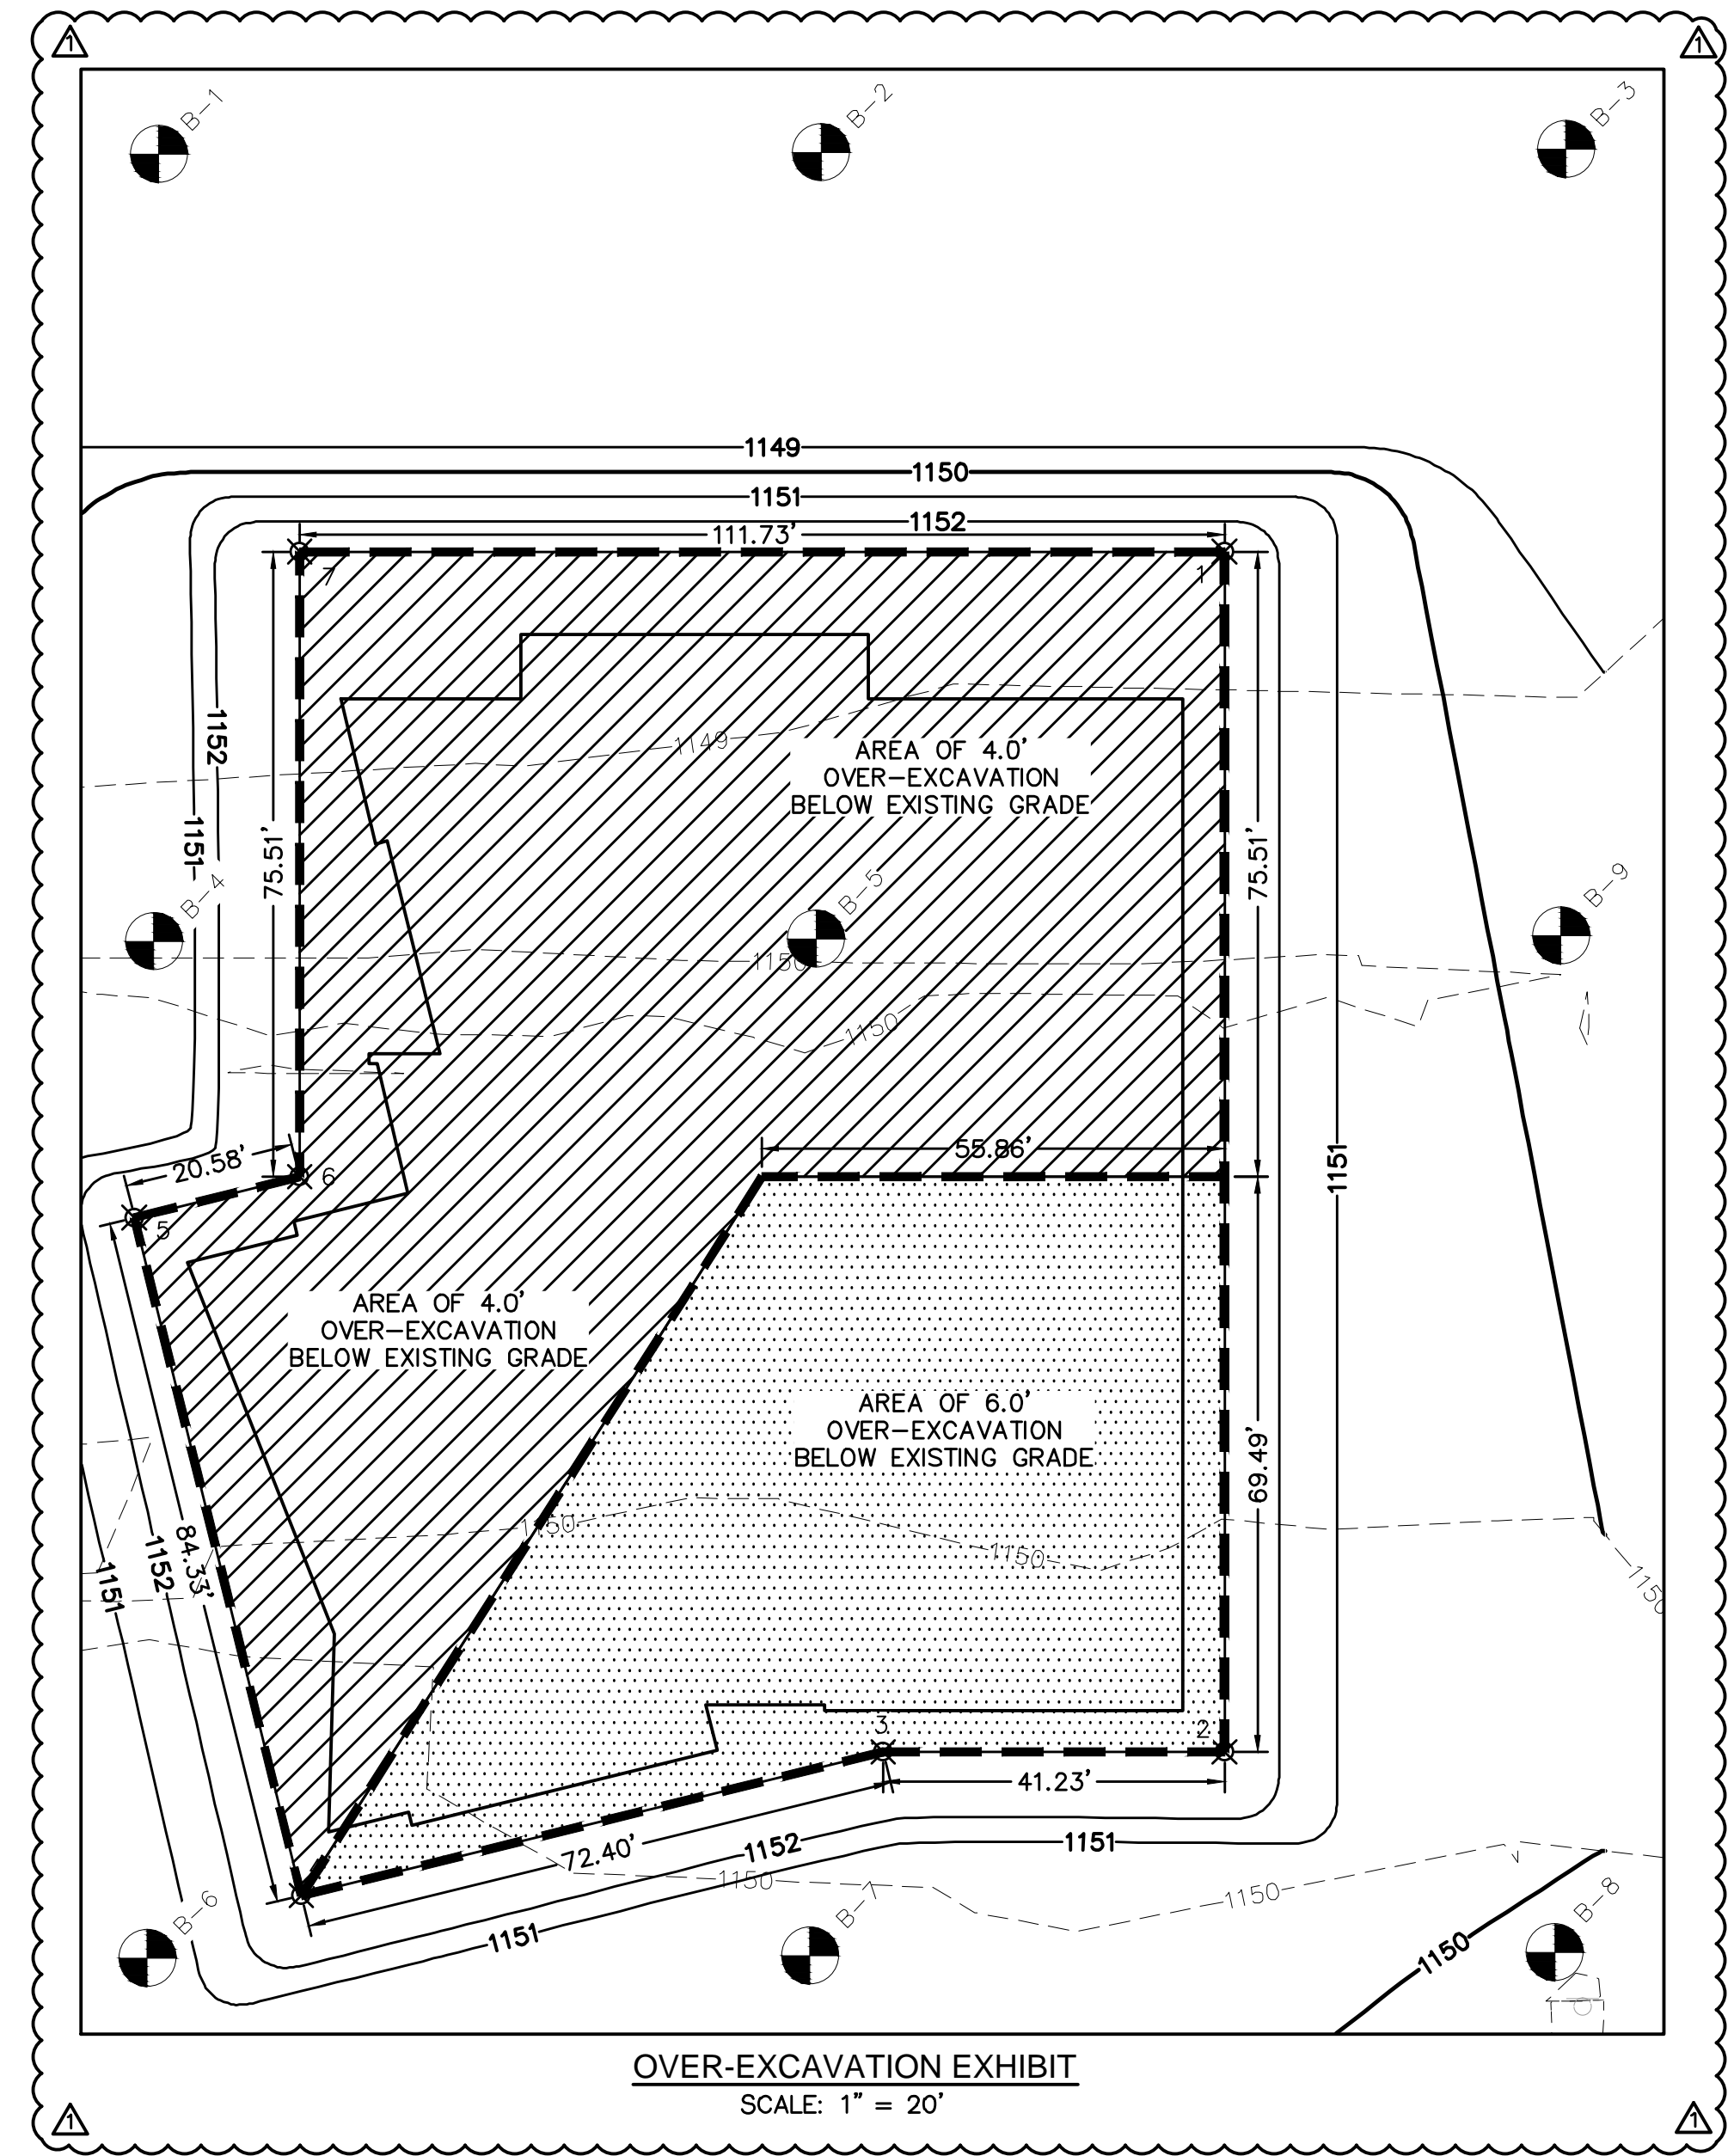 1
1
B-1
B-2
B-3
1149
1150
1151
1152
111.73'
7
1
1152
1149
AREA OF 4.0'
OVER-EXCAVATION
BELOW EXISTING GRADE
1151
75.51'
75.51'
B-4
B-5
B-9
1150
1150
20.58'
55.86'
1151
6
5
AREA OF 4.0'
OVER-EXCAVATION
BELOW EXISTING GRADE
AREA OF 6.0'
OVER-EXCAVATION
BELOW EXISTING GRADE
69.49'
1150
1150
84.33'
1152
1151
1150
3
2
41.23'
72.40'
1152
1151
1150
1150
B-6
B-7
B-8
1151
1150
OVER-EXCAVATION EXHIBIT
SCALE: 1" = 20'
1
1